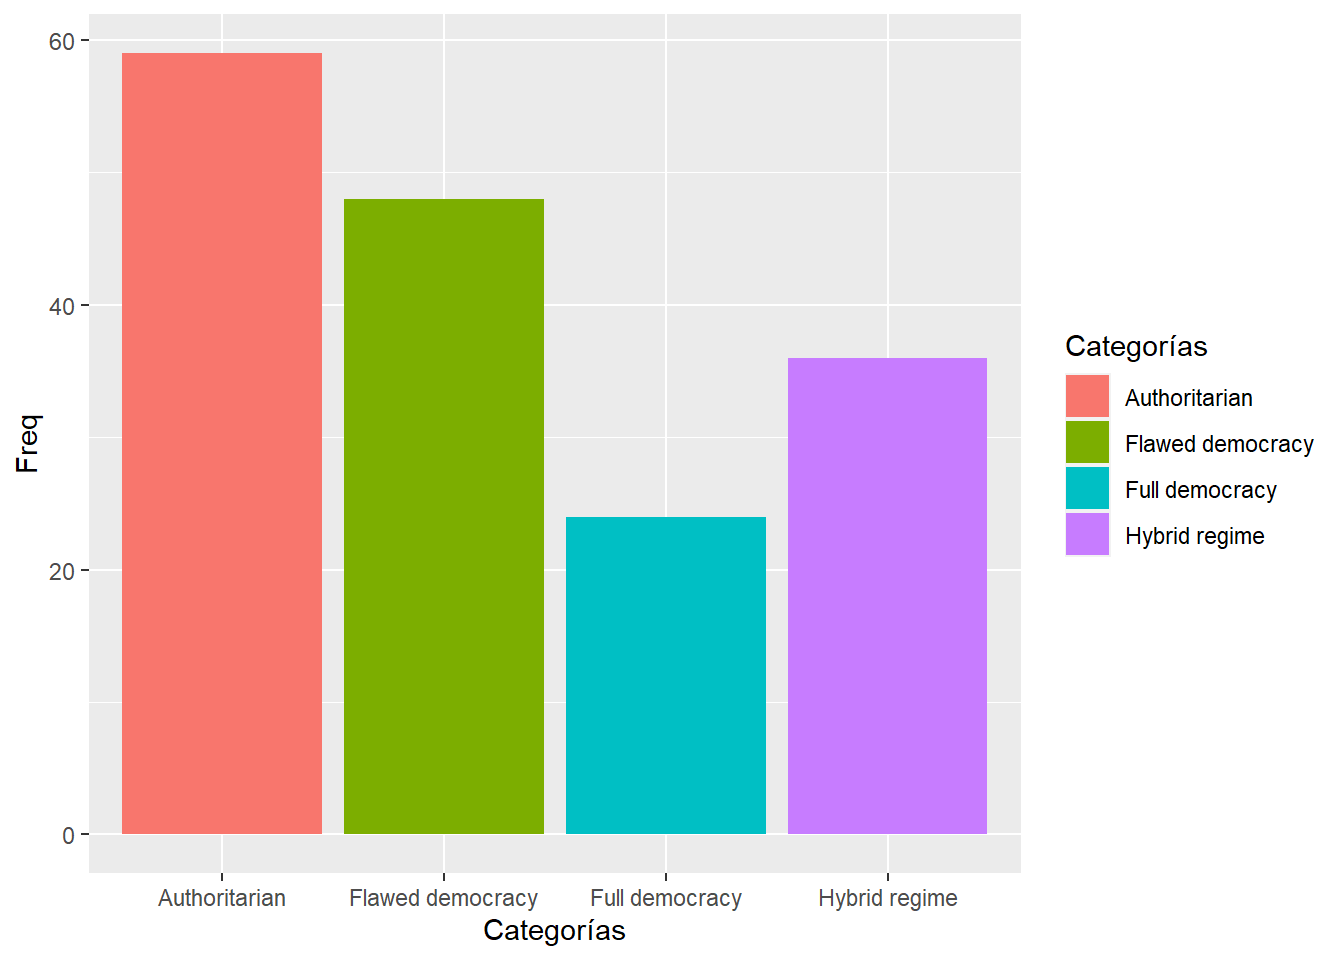 60
40
20
0
Freq
Authoritarian
Flawed democracy
Full democracy
Hybrid regime
Categorías
Categorías
Authoritarian
Flawed democracy
Full democracy
Hybrid regime